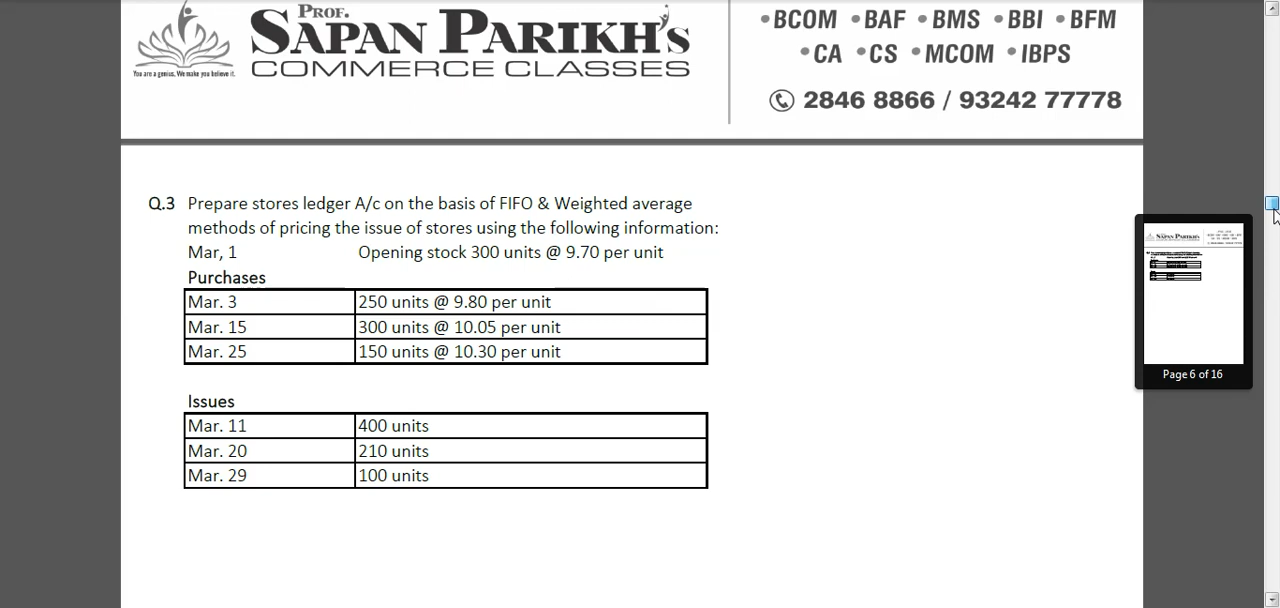 PROF.
SAPAN PARIKH'S
COMMERCE CLASSES
You are a genius. We make you believe it.
•BCOM •BAF •BMS •BBI •BFM
•CA •CS •MCOM •IBPS
2846 8866 / 93242 77778
Q.3 Prepare stores ledger A/c on the basis of FIFO & Weighted average
methods of pricing the issue of stores using the following information:
Mar, 1 Opening stock 300 units @ 9.70 per unit
Purchases
Mar. 3 250 units @ 9.80 per unit
Mar. 15 300 units @ 10.05 per unit
Mar. 25 150 units @ 10.30 per unit
Issues
Mar. 11 400 units
Mar. 20 210 units
Mar. 29 100 units
SAPAN PARIKH'S
Page 6 of 16